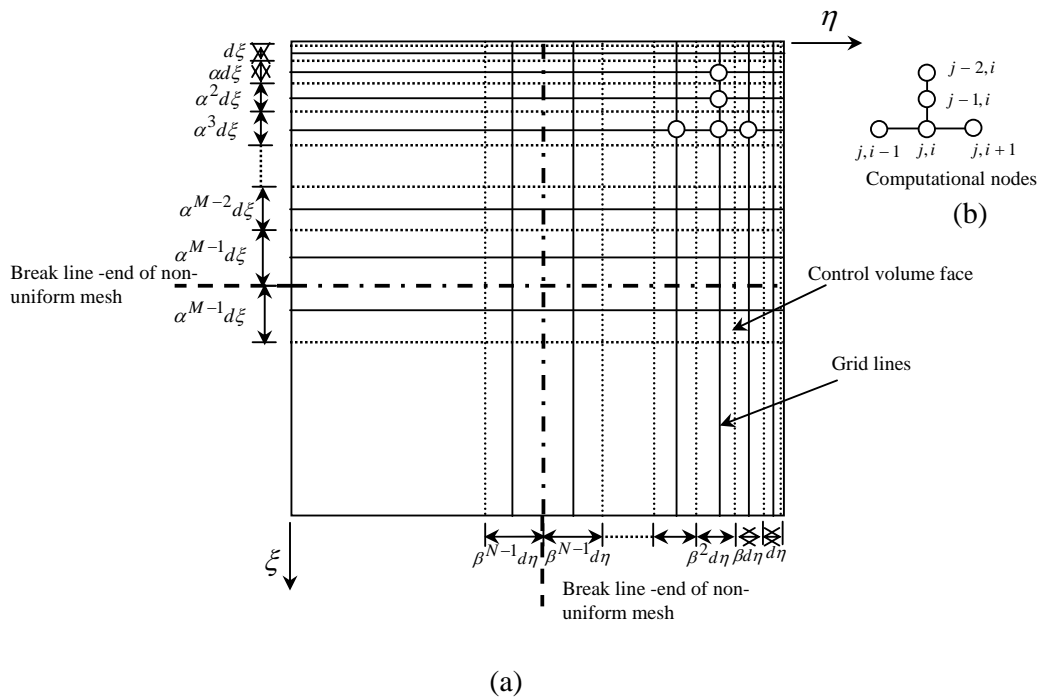 η
dξ
αdξ
α²dξ
α³dξ
α^{M−2}dξ
α^{M−1}dξ
Break line -end of non-
uniform mesh
α^{M−1}dξ
ξ
j−2,i
j−1,i
j,i−1
j,i
j,i+1
Computational nodes
(b)
Control volume face
Grid lines
β^{N−1}dη
β^{N−1}dη
β²dη
βdη
dη
Break line -end of non-
uniform mesh
(a)